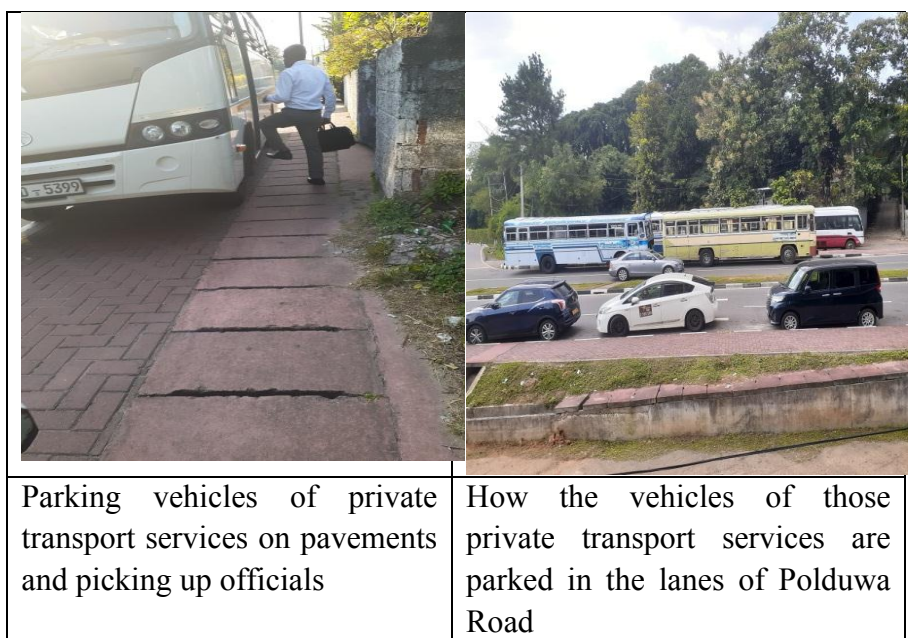 5399
Parking vehicles of private
transport services on pavements
and picking up officials
How the vehicles of those
private transport services are
parked in the lanes of Polduwa
Road